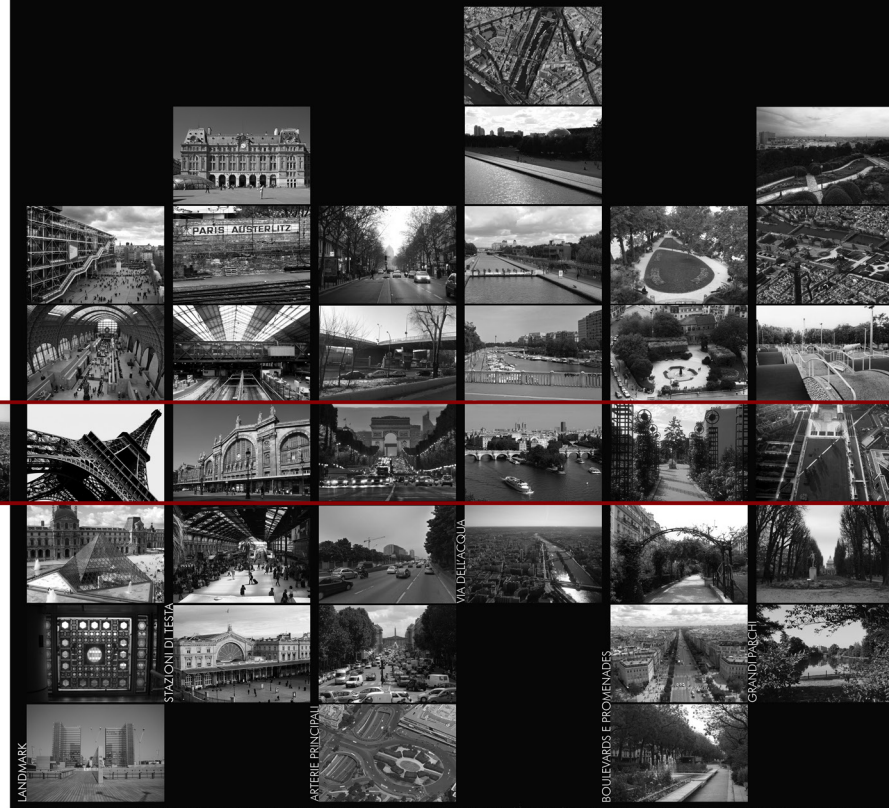 PARIS AUSTERLITZ
LANDMARK
STAZIONI DI TESTA
ARTERIE PRINCIPALI
VIA DELL'ACQUA
BOULEVARDS E PROMENADES
GRANDI PARCHI